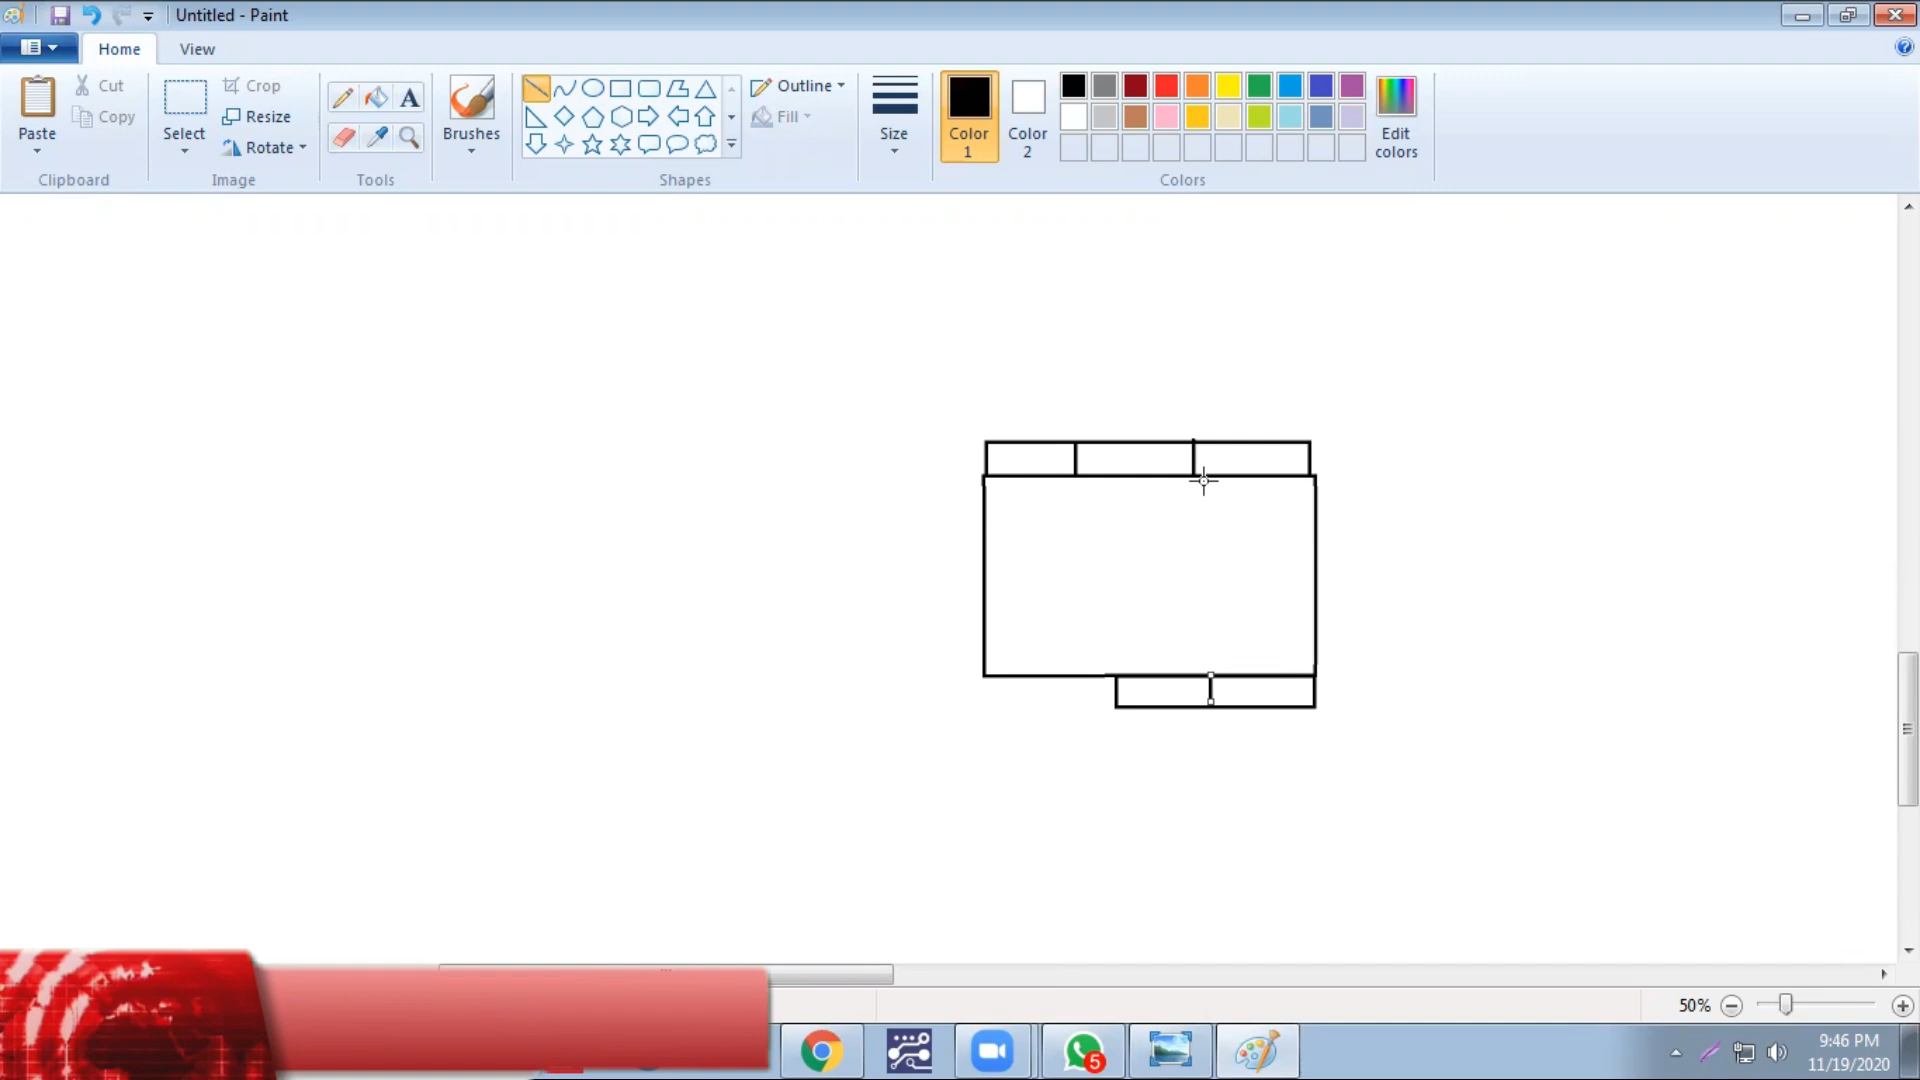 Untitled - Paint
Home
View
Paste
Cut
Copy
Clipboard
Select
Crop
Resize
Rotate
Image
A
Tools
Brushes
Shapes
Outline
Fill
Size
Color
1
Color
2
Edit
colors
Colors
50%
5
9:46 PM
11/19/2020